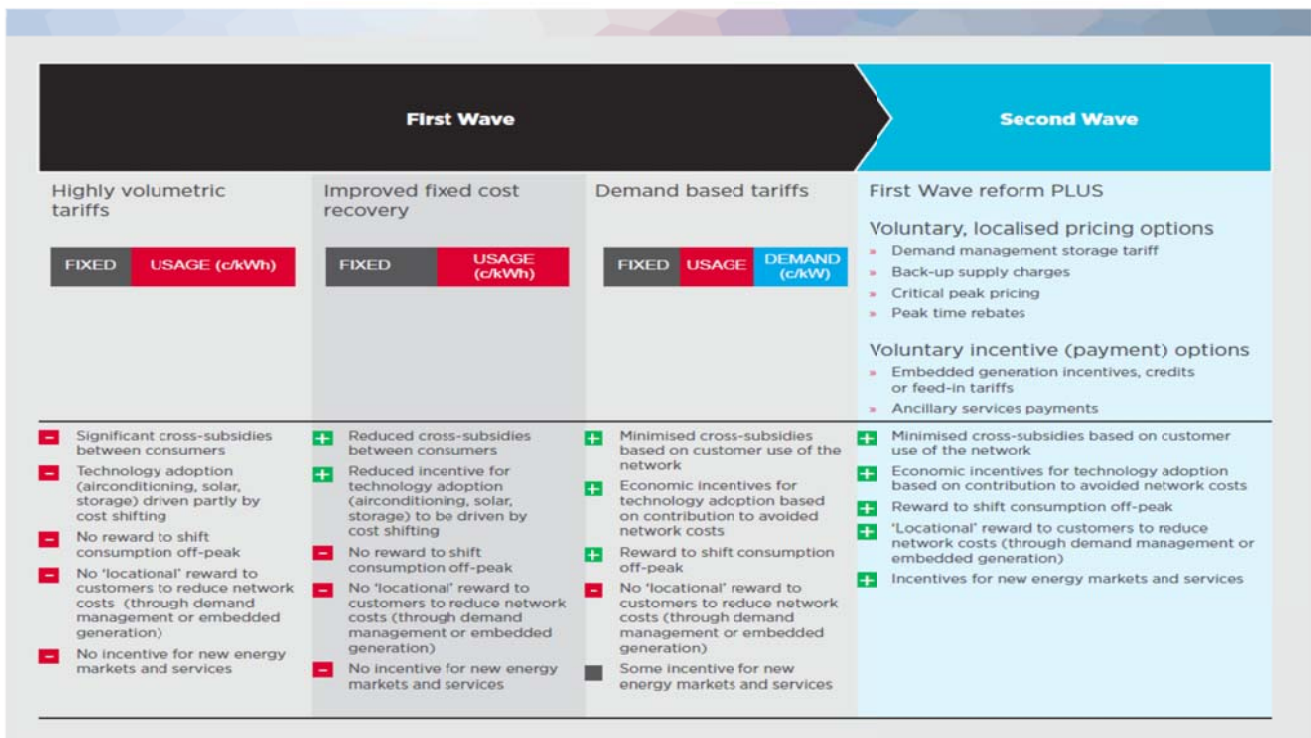 First Wave
Second Wave
Highly volumetric
tariffs
FIXED
USAGE (c/kWh)
Improved fixed cost
recovery
FIXED
USAGE
(c/kWh)
Demand based tariffs
FIXED
USAGE
DEMAND
(c/kW)
First Wave reform PLUS
Voluntary, localised pricing options
» Demand management storage tariff
» Back-up supply charges
» Critical peak pricing
» Peak time rebates
Voluntary incentive (payment) options
» Embedded generation incentives, credits
or feed-in tariffs
» Ancillary services payments
- Significant cross-subsidies
between consumers
- Technology adoption
(airconditioning, solar,
storage) driven partly by
cost shifting
- No reward to shift
consumption off-peak
- No 'locational' reward to
customers to reduce network
costs (through demand
management or embedded
generation)
- No incentive for new energy
markets and services
+ Reduced cross-subsidies
between consumers
+ Reduced incentive for
technology adoption
(airconditioning, solar,
storage) to be driven by
cost shifting
- No reward to shift
consumption off-peak
- No 'locational' reward to
customers to reduce network
costs (through demand
management or embedded
generation)
- No incentive for new energy
markets and services
+ Minimised cross-subsidies
based on customer use of the
network
+ Economic incentives for
technology adoption based
on contribution to avoided
network costs
+ Reward to shift consumption
off-peak
- No 'locational' reward to
customers to reduce network
costs (through demand
management or embedded
generation)
Some incentive for new
energy markets and services
+ Minimised cross-subsidies based on customer
use of the network
+ Economic incentives for technology adoption
based on contribution to avoided network costs
+ Reward to shift consumption off-peak
+ 'Locational' reward to customers to reduce
network costs (through demand management or
embedded generation)
+ Incentives for new energy markets and services